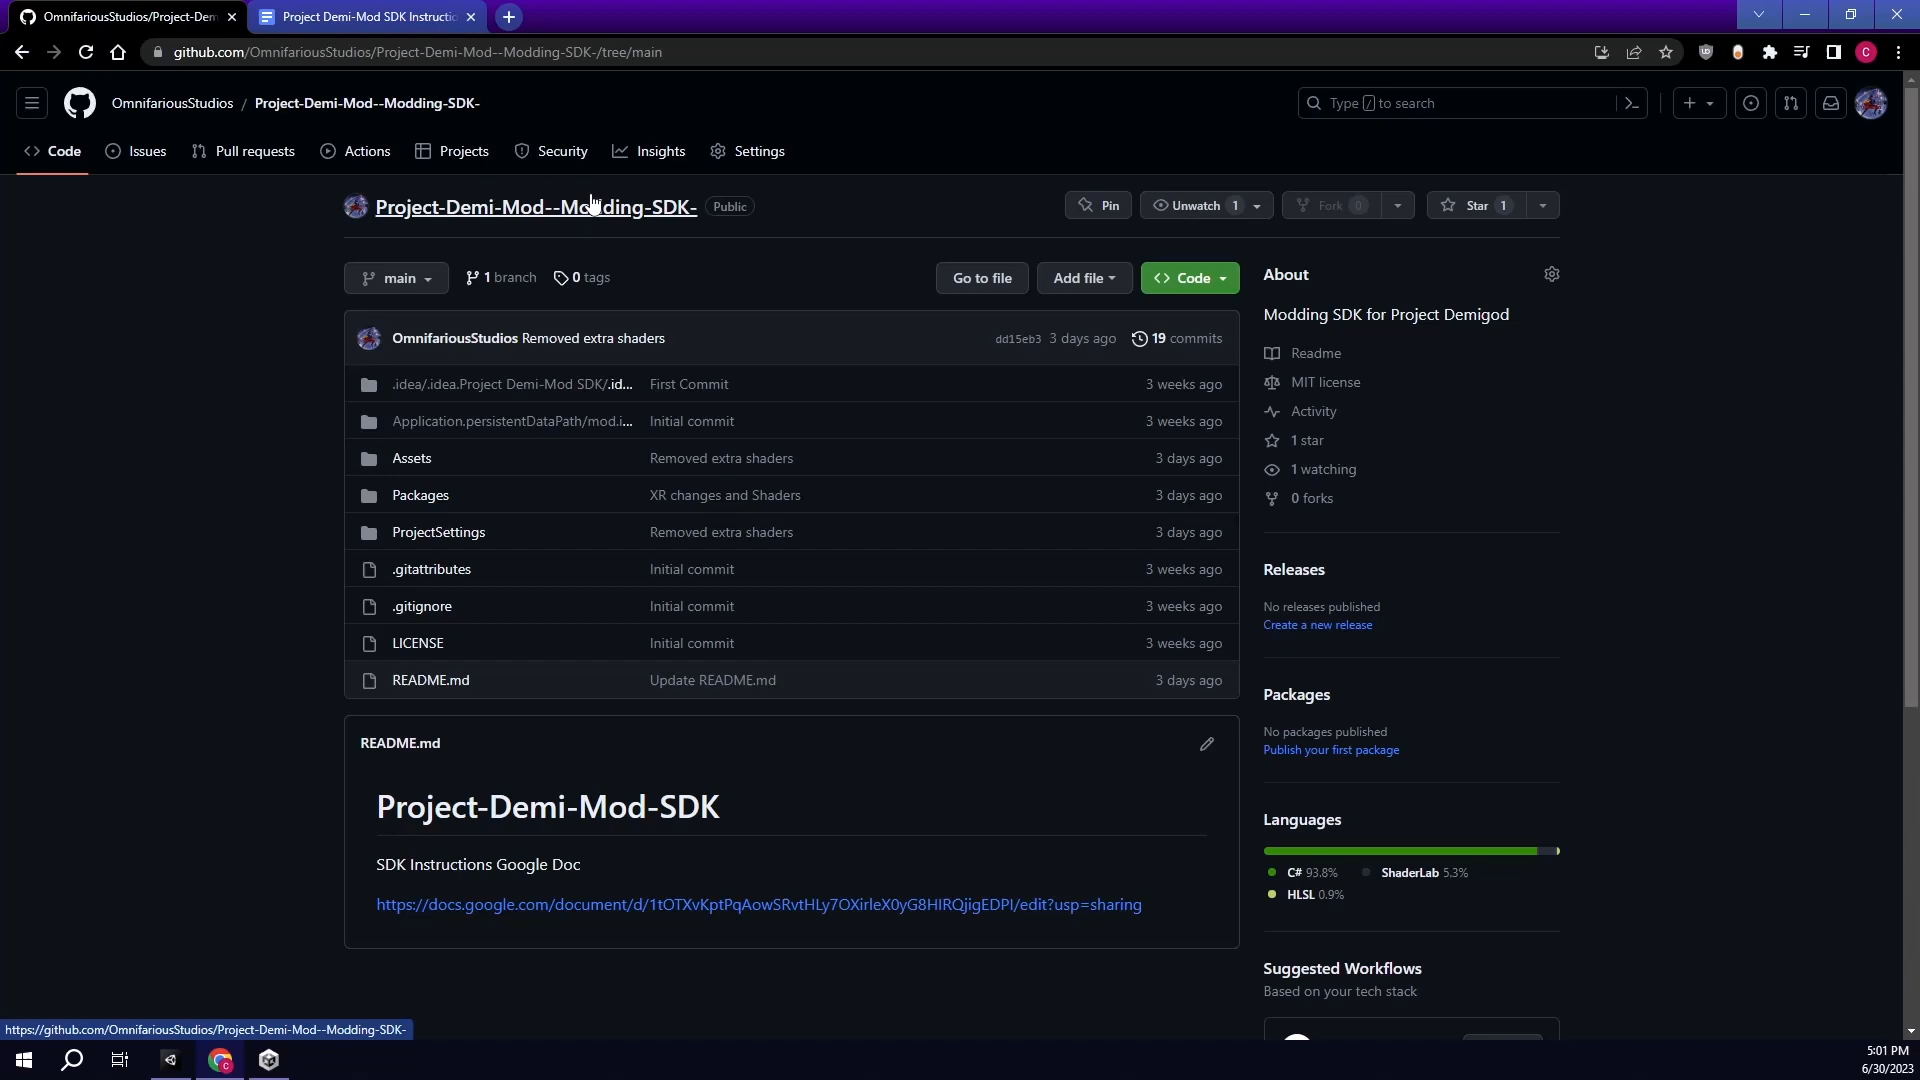 OmnifariousStudios/Project-Dem
Project Demi-Mod SDK Instructio
github.com/OmnifariousStudios/Project-Demi-Mod--Modding-SDK-/tree/main
OmnifariousStudios / Project-Demi-Mod--Modding-SDK-
Type / to search
Code
Issues
Pull requests
Actions
Projects
Security
Insights
Settings
Project-Demi-Mod--Modding-SDK-
Public
Pin
Unwatch 1
Fork 0
Star 1
main
1 branch
0 tags
Go to file
Add file
Code
OmnifariousStudios Removed extra shaders
dd15eb3 3 days ago
19 commits
.idea/.idea.Project Demi-Mod SDK/.id... First Commit 3 weeks ago
Application.persistentDataPath/mod.i... Initial commit 3 weeks ago
Assets Removed extra shaders 3 days ago
Packages XR changes and Shaders 3 days ago
ProjectSettings Removed extra shaders 3 days ago
.gitattributes Initial commit 3 weeks ago
.gitignore Initial commit 3 weeks ago
LICENSE Initial commit 3 weeks ago
README.md Update README.md 3 days ago
README.md
Project-Demi-Mod-SDK
SDK Instructions Google Doc
https://docs.google.com/document/d/1tOTXvKptPqAowSRvtHLy7OXirleX0yG8HIRQjigEDPI/edit?usp=sharing
About
Modding SDK for Project Demigod
Readme
MIT license
Activity
1 star
1 watching
0 forks
Releases
No releases published
Create a new release
Packages
No packages published
Publish your first package
Languages
C# 93.8%
ShaderLab 5.3%
HLSL 0.9%
Suggested Workflows
Based on your tech stack
https://github.com/OmnifariousStudios/Project-Demi-Mod--Modding-SDK-
5:01 PM
6/30/2023